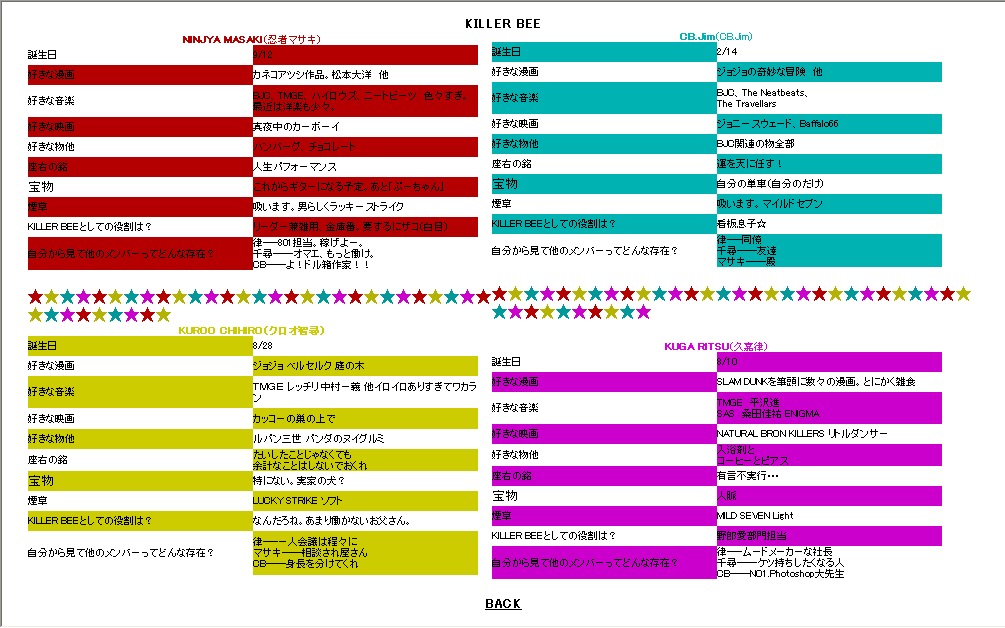 KILLER BEE
NINJYA MASAKI(忍者マサキ)
誕生日 9/12
好きな漫画 カネコアツシ作品。松本大洋　他
好きな音楽 BJC、TMGE、ハイロウズ、ニートビーツ　色々すぎ、
最近は洋楽も少々。
好きな映画 真夜中のカーボーイ
好きな物他 ハンバーグ、チョコレート
座右の銘 人生パフォーマンス
宝物 これからギターになる予定。あと「ぷーちゃん」
煙草 吸います。男らしくラッキーストライク
KILLER BEEとしての役割は？ リーダー兼雑用、金庫番。要するにザコ(白目)
自分から見て他のメンバーってどんな存在？ 律──801担当。稼げよー。
千尋──オマエ、もっと働け。
CB──よ！ドル箱作家！！
CB.Jim(CB.Jim)
誕生日 2/14
好きな漫画 ジョジョの奇妙な冒険　他
好きな音楽 BJC、The Neatbeats、
The Travellars
好きな映画 ジョニー・スウェード、Baffalo66
好きな物他 BJC関連の物全部
座右の銘 運を天に任す！
宝物 自分の単車(自分のだけ)
煙草 吸います。マイルドセブン
KILLER BEEとしての役割は？ 看板息子☆
自分から見て他のメンバーってどんな存在？ 律──同僚
千尋──友達
マサキ──殿
★★★★★★★★★★★★★★★★★★★★★★★★★★★★★
★★★★★★★★★
★★★★★★★★★★★★★★★★★★★★★★★★★★★★★★
★★★★★★★★★★
KUROO CHIHIRO(クロオ智尋)
誕生日 8/28
好きな漫画 ジョジョ ベルセルク 庭の木
好きな音楽 TMGE レッチリ 中村一義 他イロイロありすぎてワカラ
ン
好きな映画 カッコーの巣の上で
好きな物他 ルパン三世 パンダのヌイグルミ
座右の銘 たいしたことじゃなくても
余計なことはしないでおくれ
宝物 特にない。実家の犬？
煙草 LUCKY STRIKE ソフト
KILLER BEEとしての役割は？ なんだろね。あまり働かないお父さん。
自分から見て他のメンバーってどんな存在？ 律──一人会議は程々に
マサキ──相談され屋さん
CB──身長を分けてくれ
KUGA RITSU(久嘉律)
誕生日 8/10
好きな漫画 SLAM DUNKを筆頭に数々の漫画。とにかく雑食
好きな音楽 TMGE　平沢進
SAS　桑田佳祐 ENIGMA
好きな映画 NATURAL BRON KILLERS リトルダンサー
好きな物他 入浴剤と
コーヒーとピアス
座右の銘 有言不実行・・・
宝物 人脈
煙草 MILD SEVEN Light
KILLER BEEとしての役割は？ 野郎愛部門担当
自分から見て他のメンバーってどんな存在？ 律──ムードメーカーな社長
千尋──ケツ持ちしたくなる人
CB──NO1.Photoshop大先生
BACK